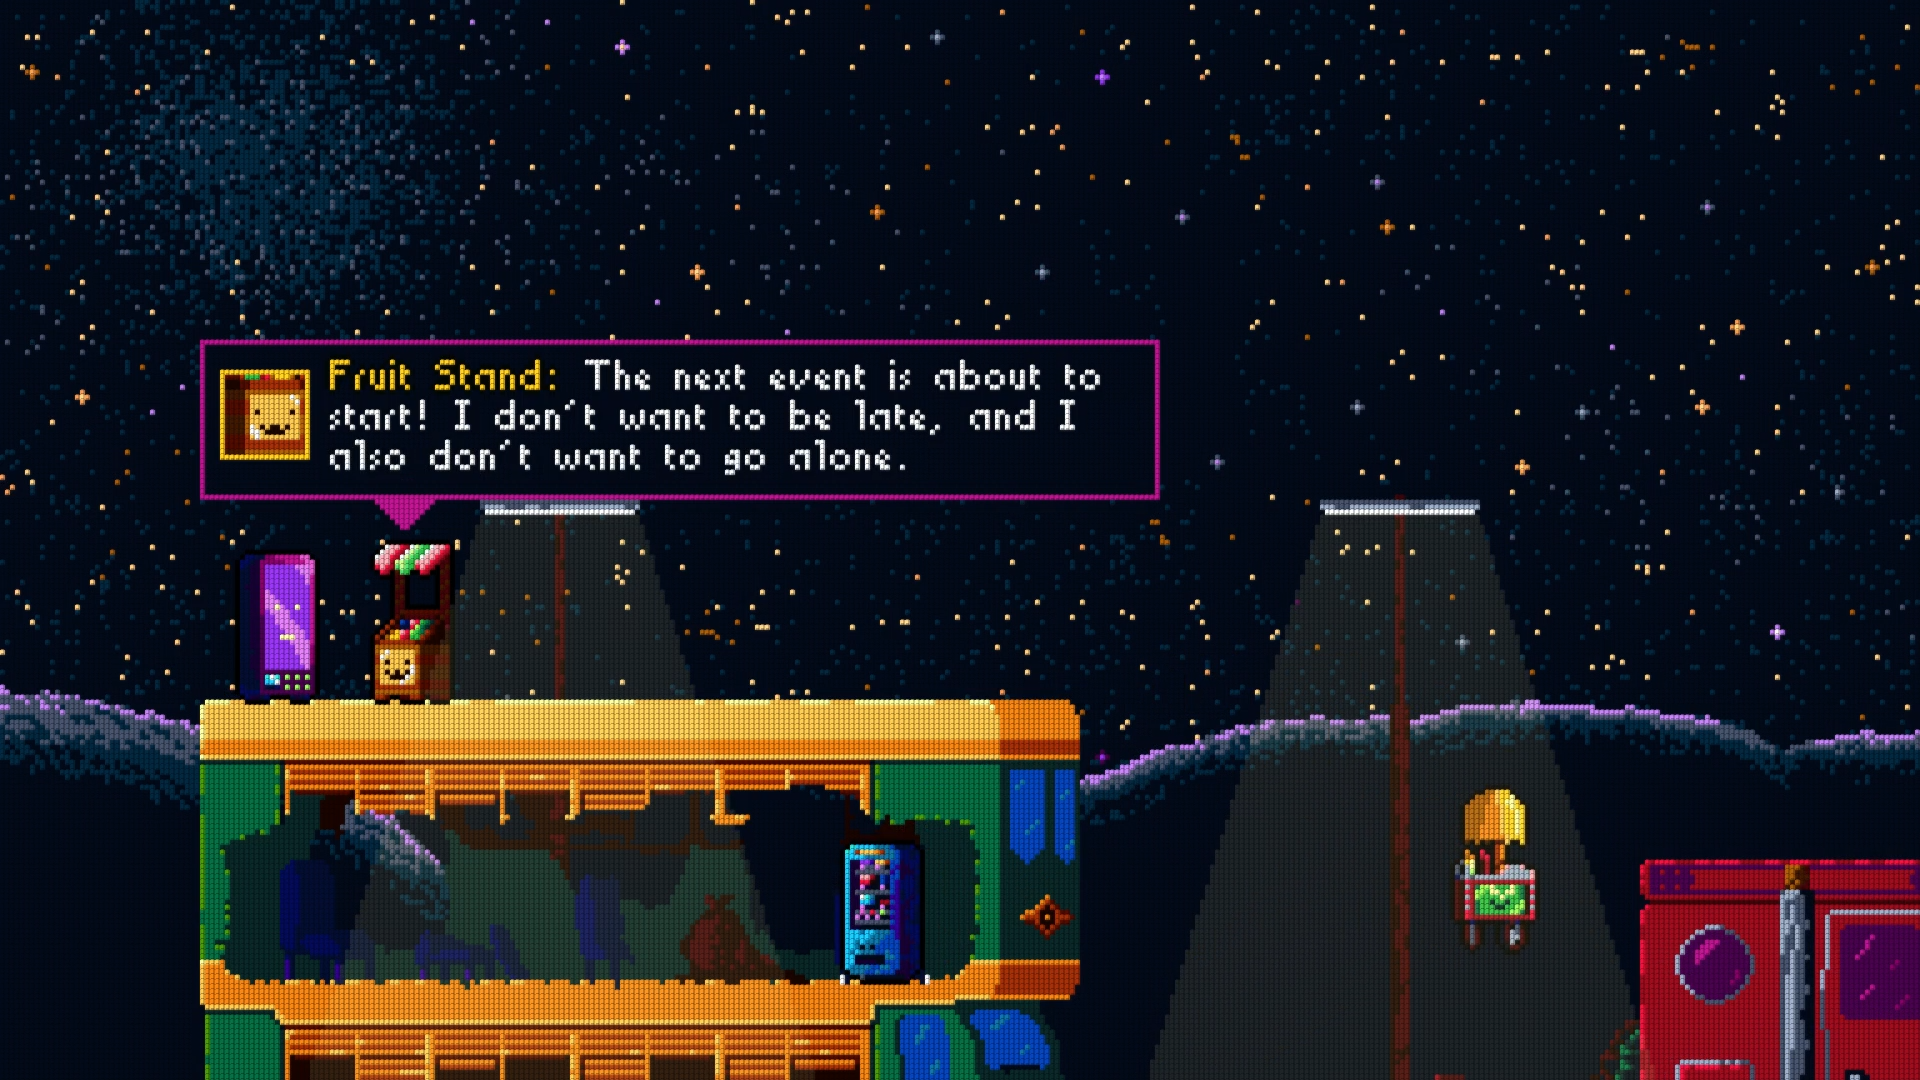 Fruit Stand: The next event is about to
start! I don't want to be late, and I
also don't want to go alone.